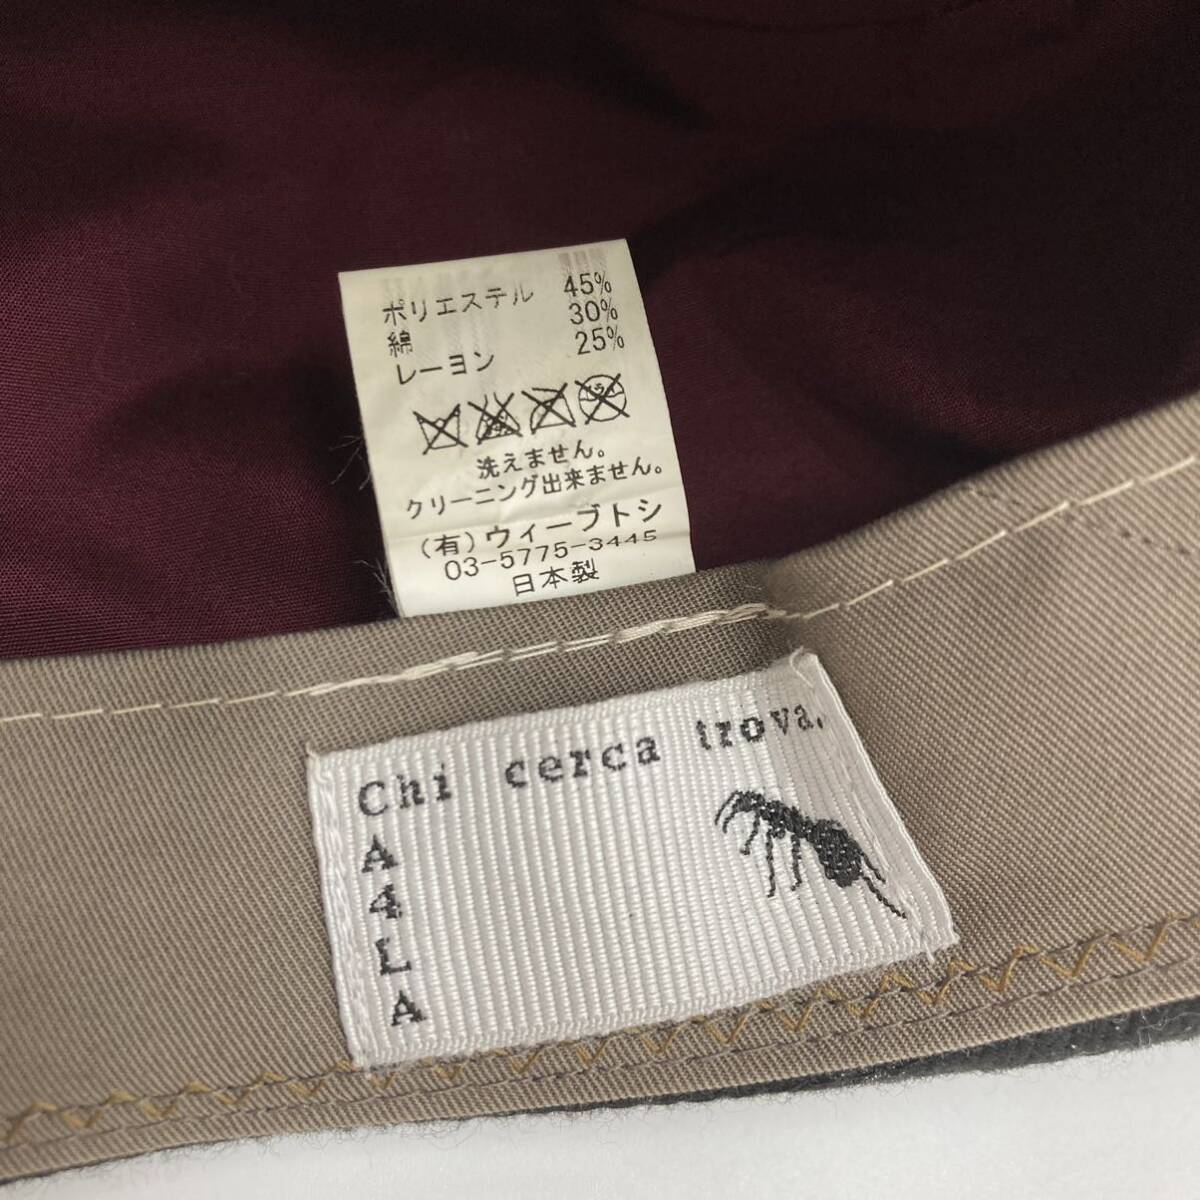 ポリエステル 45%
綿 30%
レーヨン 25%
洗えません。
クリーニング出来ません。
(有)ウィーブトシ
03-5775-3445
日本製
Chi cerca trova.
A
4
L
A